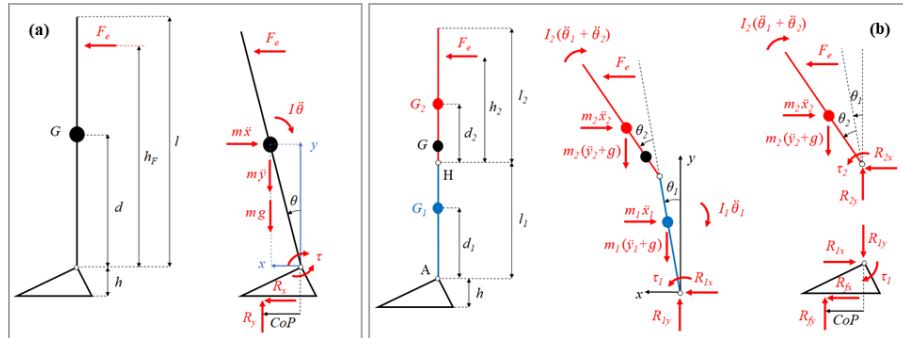 (a)
F_e
l
G
h_F
d
h
F_e
Iθ̈
mẍ
mÿ
mg
y
θ
x
τ
R_x
R_y
CoP
F_e
l_2
h_2
G_2
G
d_2
H
G_1
l_1
d_1
A
h
I_2(θ̈_1 + θ̈_2)
F_e
m_2ẍ_2
θ_2
m_2(ÿ_2+g)
y
θ_1
I_1θ̈_1
m_1ẍ_1
m_1(ÿ_1+g)
τ_1
R_1x
x
R_1y
(b)
I_2(θ̈_1 + θ̈_2)
F_e
θ_1
m_2ẍ_2
θ_2
m_2(ÿ_2+g)
R_2x
τ_2
R_2y
R_1y
R_1x
τ_1
R_fx
R_fy
CoP